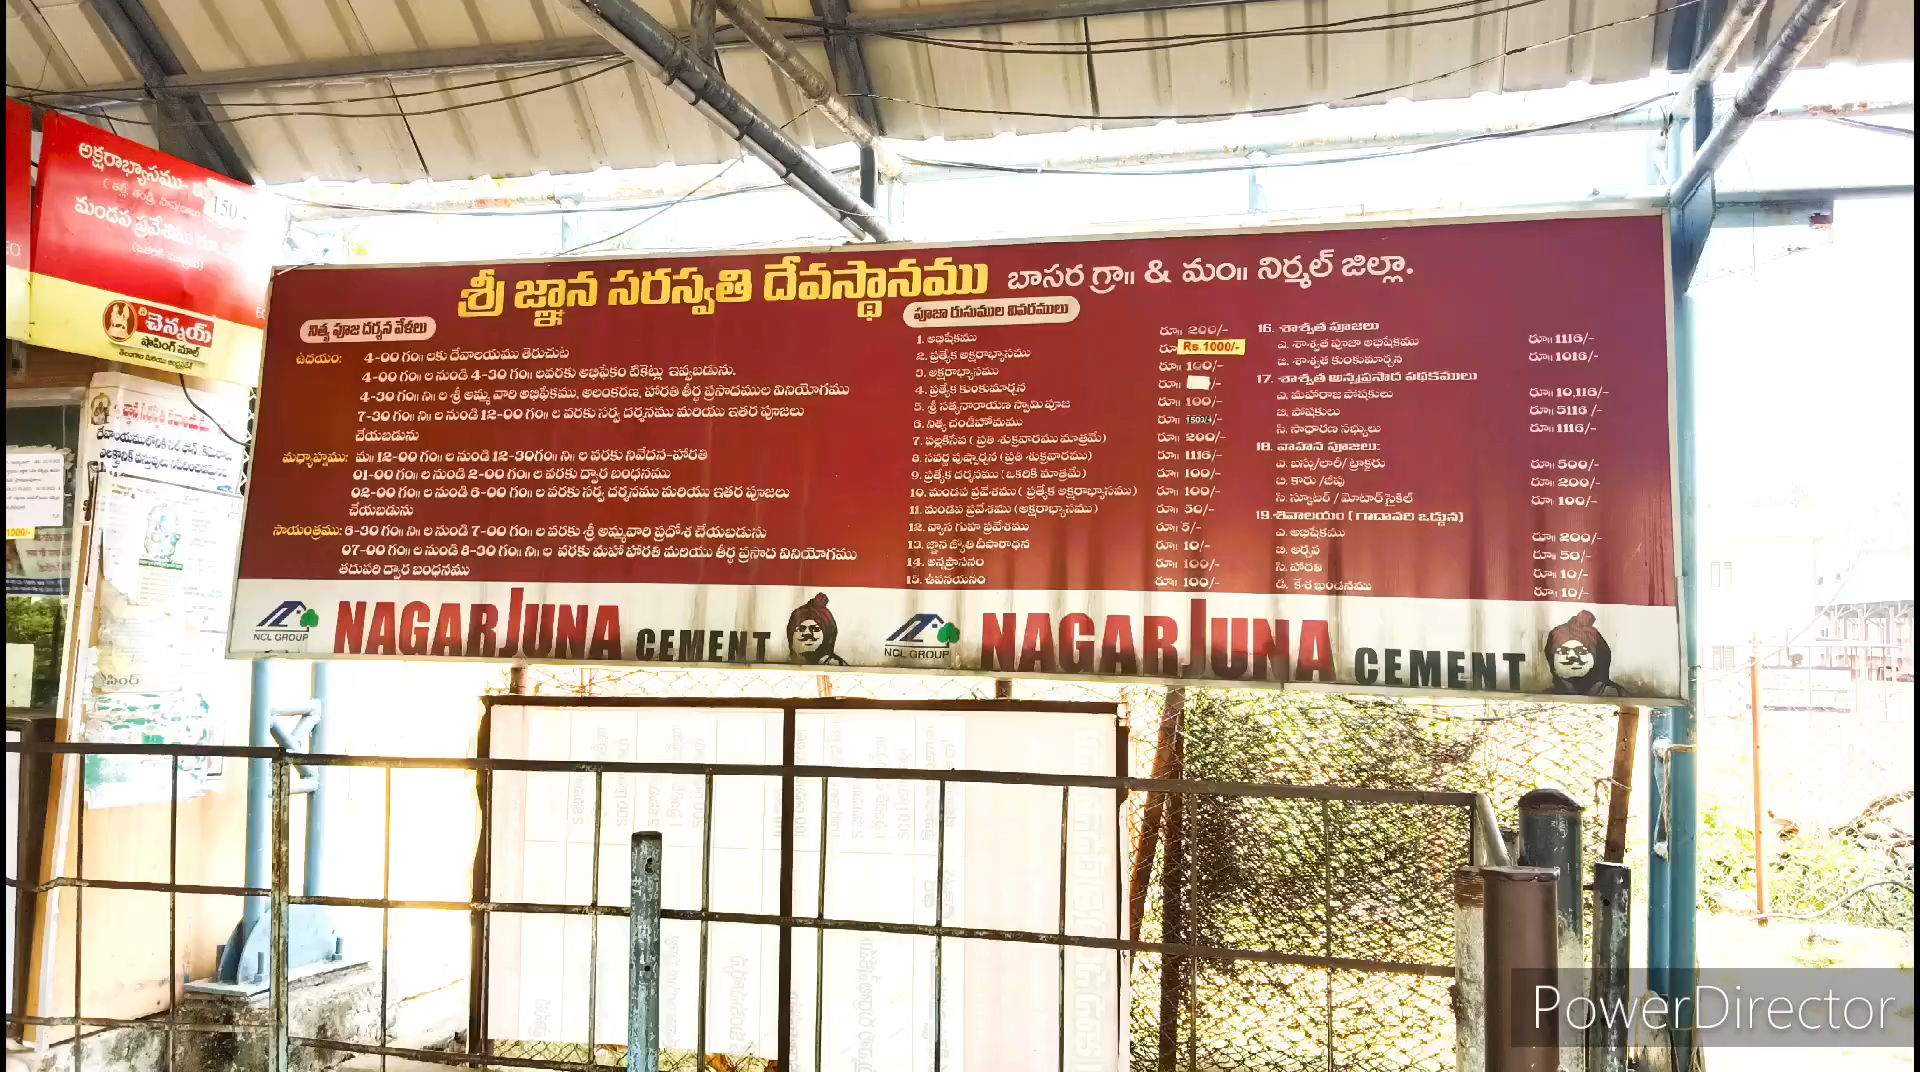 శ్రీ జ్ఞాన సరస్వతి దేవస్థానము బాసర గ్రా॥ & మం॥ నిర్మల్ జిల్లా.
నిత్య పూజ దర్శన వేళలు
ఉదయం: 4-00 గం॥ లకు దేవాలయము తెరుచుట
4-00 గం॥ ల నుండి 4-30 గం॥ లవరకు అభిషేకం టికెట్లు ఇవ్వబడును.
4-30 గం॥ ని॥ ల శ్రీ అమ్మ వారి అభిషేకము, అలంకరణ, హారతి తీర్థ ప్రసాదముల వినియోగము
7-30 గం॥ ని॥ ల నుండి 12-00 గం॥ ల వరకు సర్వ దర్శనము మరియు ఇతర పూజలు
చేయబడును
మధ్యాహ్నము: మ॥ 12-00 గం॥ ల నుండి 12-30గం॥ ని॥ ల వరకు నివేదన-హారతి
01-00 గం॥ ల నుండి 2-00 గం॥ ల వరకు ద్వార బంధనము
02-00 గం॥ ల నుండి 6-00 గం॥ ల వరకు సర్వ దర్శనము మరియు ఇతర పూజలు
చేయబడును
సాయంత్రము: 6-30 గం॥ ని॥ ల నుండి 7-00 గం॥ ల వరకు శ్రీ అమ్మవారి ప్రదోశ చేయబడును
07-00 గం॥ ల నుండి 8-30 గం॥ ని॥ ల వరకు మహా హారతి మరియు తీర్థ ప్రసాద వినియోగము
తదుపరి ద్వార బంధనము
పూజా రుసుముల వివరములు
1. అభిషేకము రూ॥ 200/-
2. ప్రత్యేక అక్షరాభ్యాసము రూ Rs.1000/-
3. అక్షరాభ్యాసము రూ॥ 100/-
4. ప్రత్యేక కుంకుమార్చన రూ॥ /-
5. శ్రీ సత్యనారాయణ స్వామి పూజ రూ॥ 100/-
6. నిత్య చండీహోమము రూ॥ 1500/-
7. పల్లకిసేవ ( ప్రతి శుక్రవారము మాత్రమే) రూ॥ 200/-
8. సువర్ణ పుష్పార్చన (ప్రతి శుక్రవారము) రూ॥ 1116/-
9. ప్రత్యేక దర్శనము ( ఒకరికి మాత్రమే) రూ॥ 100/-
10. మండప ప్రవేశము ( ప్రత్యేక అక్షరాభ్యాసము) రూ॥ 100/-
11. మండప ప్రవేశము (అక్షరాభ్యాసము) రూ॥ 50/-
12. వ్యాస గుహ ప్రవేశము రూ॥ 5/-
13. జ్ఞాన జ్యోతి దీపారాధన రూ॥ 10/-
14. అన్నప్రాసనం రూ॥ 100/-
15. ఉపనయనం రూ॥ 100/-
16. శాశ్వత పూజలు
ఎ. శాశ్వత పూజా అభిషేకము రూ॥ 1116/-
బి. శాశ్వత కుంకుమార్చన రూ॥ 1016/-
17. శాశ్వత అన్నప్రసాద పథకములు
ఎ. మహారాజ పోషకులు రూ॥ 10,116/-
బి. పోషకులు రూ॥ 5116 /-
సి. సాధారణ సభ్యులు రూ॥ 1116/-
18. వాహన పూజలు:
ఎ. బస్సు/లారీ/ ట్రాక్టరు రూ॥ 500/-
బి. కారు /జీపు రూ॥ 200/-
సి. స్కూటర్ / మోటార్ సైకిల్ రూ॥ 100/-
19.శివాలయం ( గోదావరి ఒడ్డున)
ఎ. అభిషేకము రూ॥ 200/-
బి. అర్చన రూ॥ 50/-
సి. హారతి రూ॥ 10/-
డి. కేశఖండనము రూ॥ 10/-
NCL GROUP NAGARJUNA CEMENT NCL GROUP NAGARJUNA CEMENT
అక్షరాభ్యాసము- 150
మండప ప్రవేశము రూ.
చెన్నయ్
షాపింగ్ మాల్
1000/-
PowerDirector